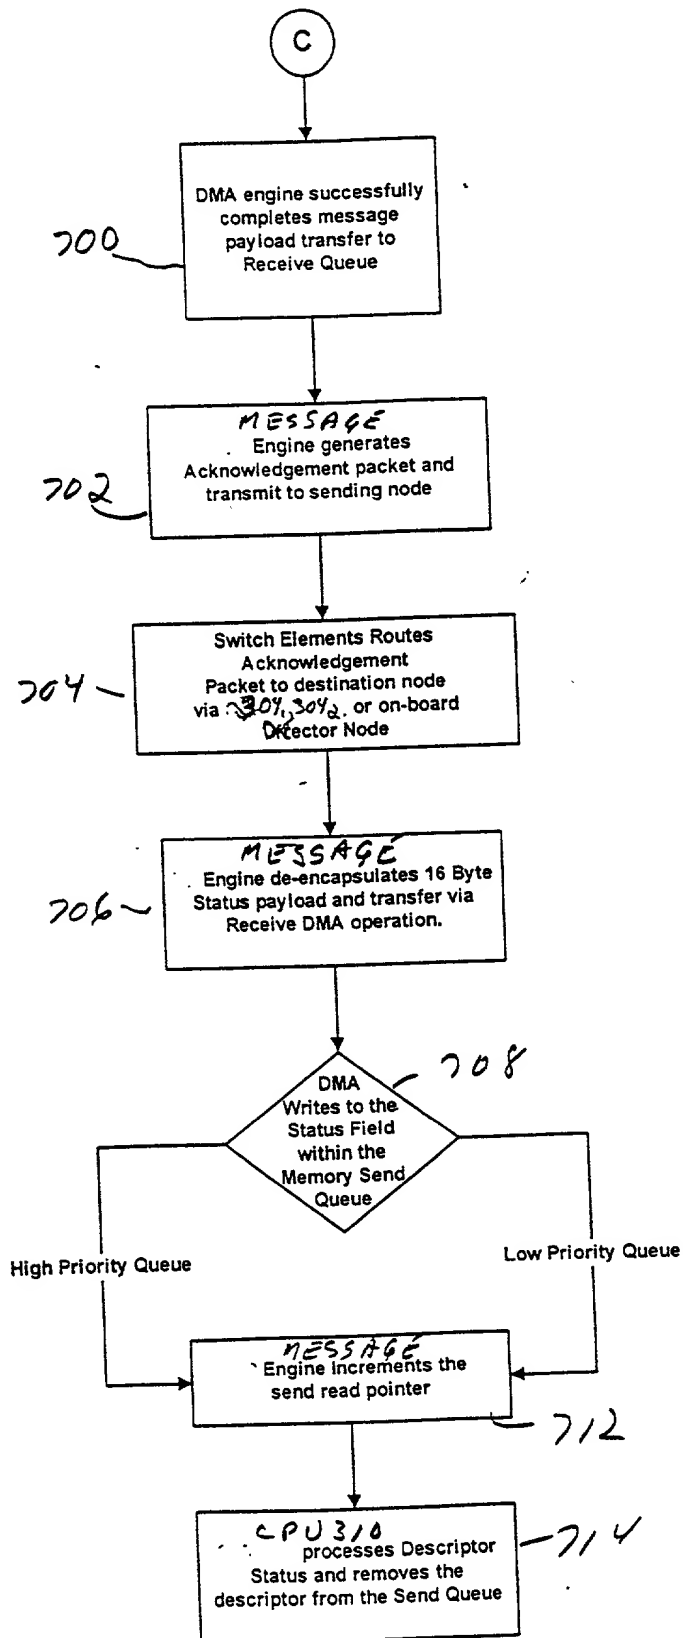 C
DMA engine successfully
completes message
payload transfer to
Receive Queue
700
MESSAGE
Engine generates
Acknowledgement packet and
transmit to sending node
702
Switch Elements Routes
Acknowledgement
Packet to destination node
via 304₁, 304₂. or on-board
Director Node
704
MESSAGE
Engine de-encapsulates 16 Byte
Status payload and transfer via
Receive DMA operation.
706
708
DMA
Writes to the
Status Field
within the
Memory Send
Queue
High Priority Queue
Low Priority Queue
MESSAGE
Engine increments the
send read pointer
712
CPU 310
processes Descriptor
Status and removes the
descriptor from the Send Queue
714